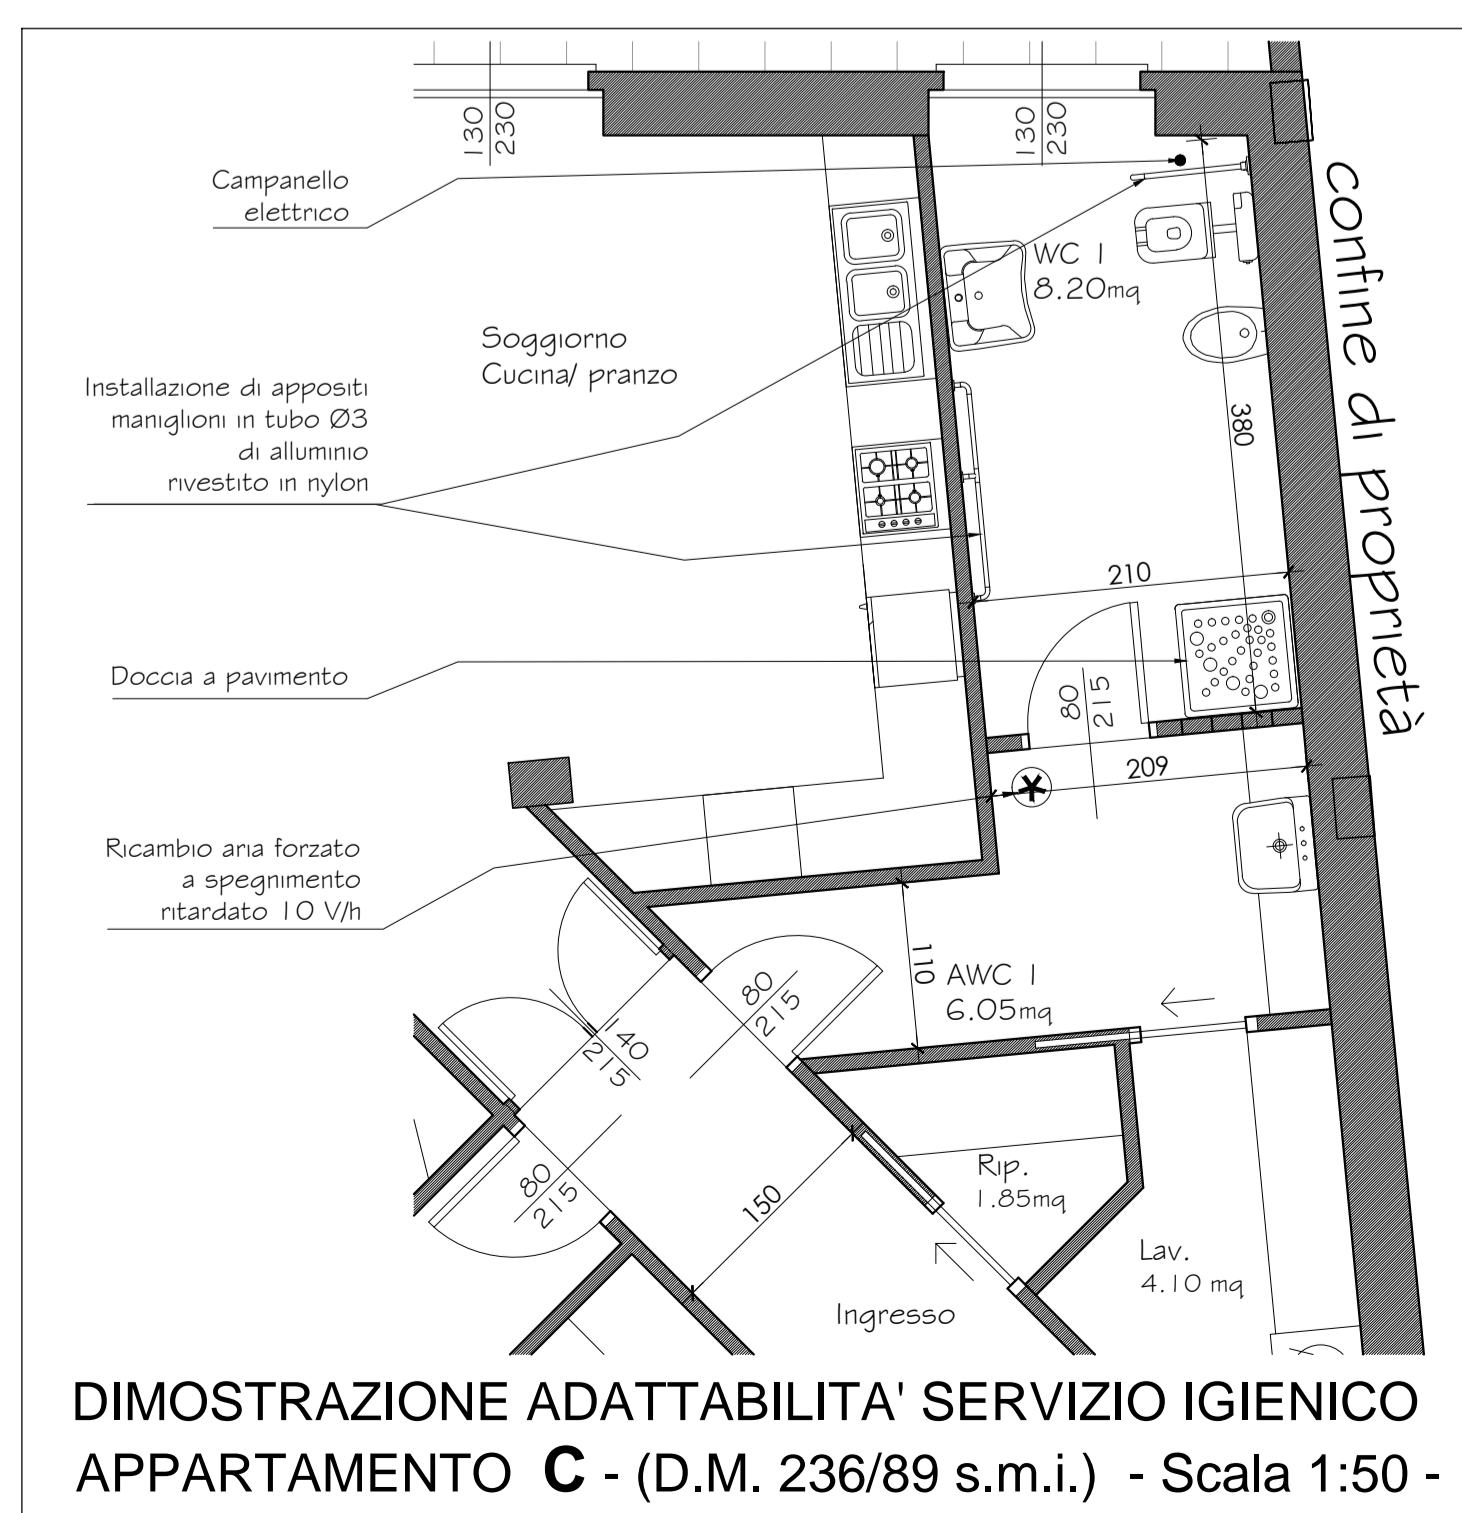 130
230
130
230
Campanello
elettrico
WC 1
8.20mq
confine di proprietà
Soggiorno
Cucina/ pranzo
Installazione di appositi
maniglioni in tubo Ø3
di alluminio
rivestito in nylon
380
210
Doccia a pavimento
80
215
209
Ricambio aria forzato
a spegnimento
ritardato 10 V/h
110
AWC 1
6.05mq
80
215
140
215
80
215
150
Rip.
1.85mq
Lav.
4.10 mq
Ingresso
DIMOSTRAZIONE ADATTABILITA' SERVIZIO IGIENICO
APPARTAMENTO C - (D.M. 236/89 s.m.i.) - Scala 1:50 -